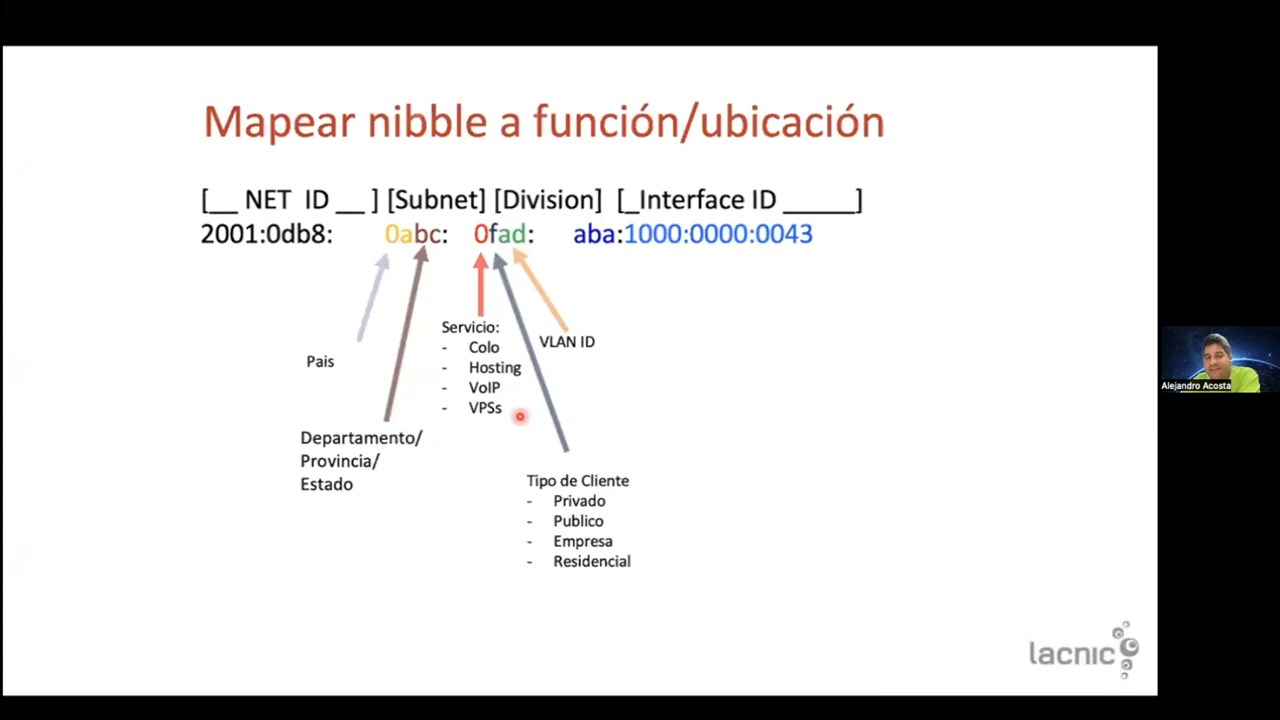 Mapear nibble a función/ubicación
[__ NET ID __ ] [Subnet] [Division] [_Interface ID _____]
2001:0db8: 0abc: 0fad: aba:1000:0000:0043
Servicio:
- Colo
- Hosting
- VoIP
- VPSs
VLAN ID
Pais
Departamento/
Provincia/
Estado
Tipo de Cliente
- Privado
- Publico
- Empresa
- Residencial
Alejandro Acosta
lacnic